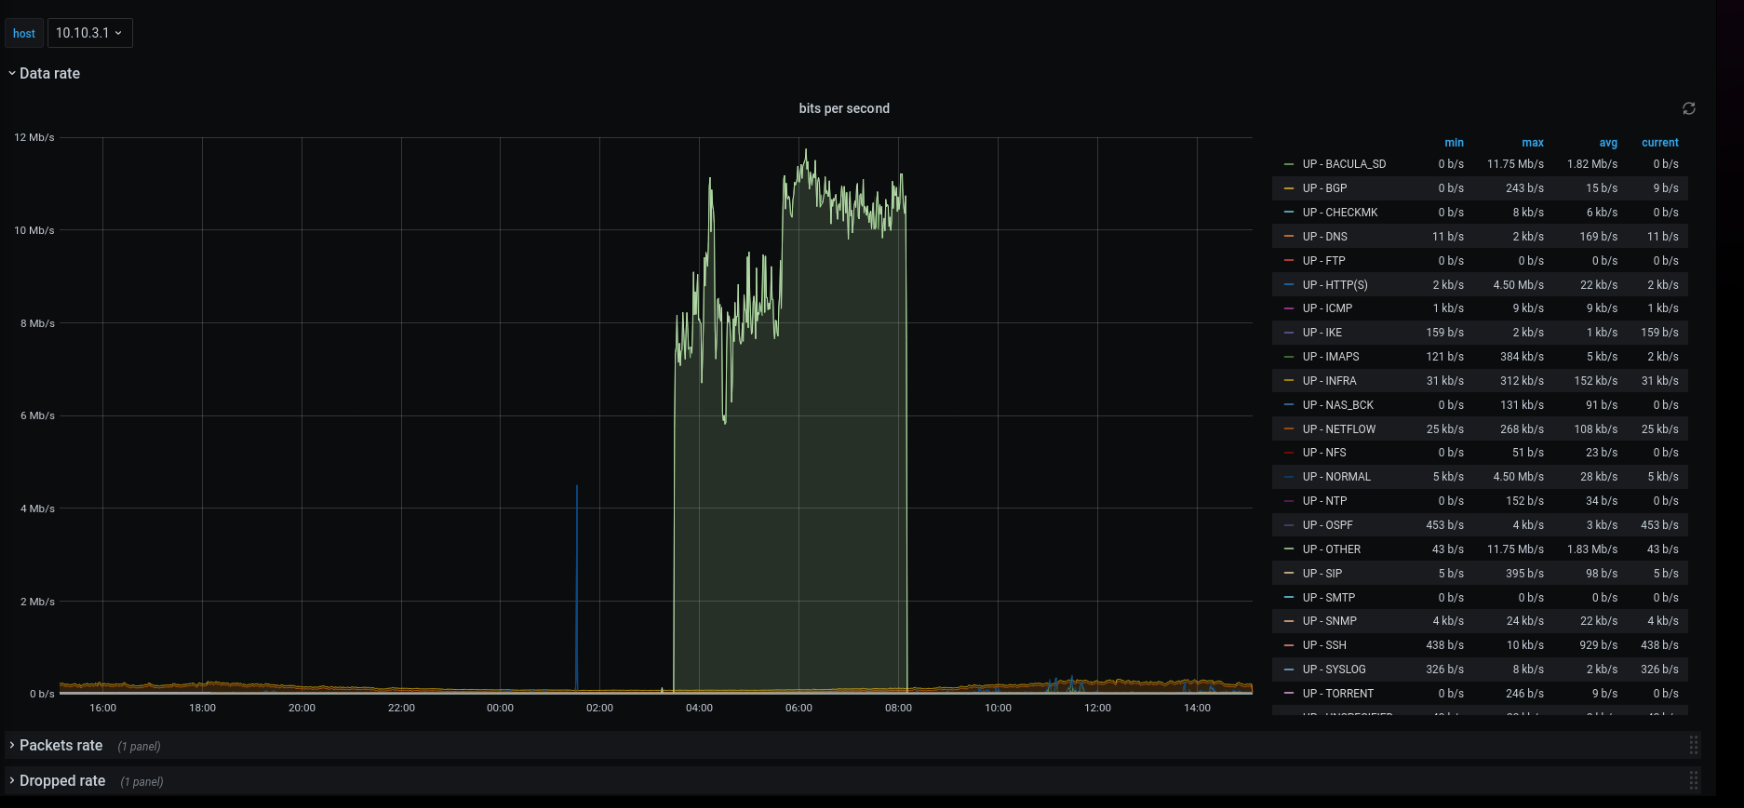 host 10.10.3.1
Data rate
bits per second
12 Mb/s
10 Mb/s
8 Mb/s
6 Mb/s
4 Mb/s
2 Mb/s
0 b/s
16:00 18:00 20:00 22:00 00:00 02:00 04:00 06:00 08:00 10:00 12:00 14:00
min max avg current
UP - BACULA_SD 0 b/s 11.75 Mb/s 1.82 Mb/s 0 b/s
UP - BGP 0 b/s 243 b/s 15 b/s 9 b/s
UP - CHECKMK 0 b/s 8 kb/s 6 kb/s 0 b/s
UP - DNS 11 b/s 2 kb/s 169 b/s 11 b/s
UP - FTP 0 b/s 0 b/s 0 b/s 0 b/s
UP - HTTP(S) 2 kb/s 4.50 Mb/s 22 kb/s 2 kb/s
UP - ICMP 1 kb/s 9 kb/s 9 kb/s 1 kb/s
UP - IKE 159 b/s 2 kb/s 1 kb/s 159 b/s
UP - IMAPS 121 b/s 384 kb/s 5 kb/s 2 kb/s
UP - INFRA 31 kb/s 312 kb/s 152 kb/s 31 kb/s
UP - NAS_BCK 0 b/s 131 kb/s 91 b/s 0 b/s
UP - NETFLOW 25 kb/s 268 kb/s 108 kb/s 25 kb/s
UP - NFS 0 b/s 51 b/s 23 b/s 0 b/s
UP - NORMAL 5 kb/s 4.50 Mb/s 28 kb/s 5 kb/s
UP - NTP 0 b/s 152 b/s 34 b/s 0 b/s
UP - OSPF 453 b/s 4 kb/s 3 kb/s 453 b/s
UP - OTHER 43 b/s 11.75 Mb/s 1.83 Mb/s 43 b/s
UP - SIP 5 b/s 395 b/s 98 b/s 5 b/s
UP - SMTP 0 b/s 0 b/s 0 b/s 0 b/s
UP - SNMP 4 kb/s 24 kb/s 22 kb/s 4 kb/s
UP - SSH 438 b/s 10 kb/s 929 b/s 438 b/s
UP - SYSLOG 326 b/s 8 kb/s 2 kb/s 326 b/s
UP - TORRENT 0 b/s 246 b/s 9 b/s 0 b/s
Packets rate (1 panel)
Dropped rate (1 panel)